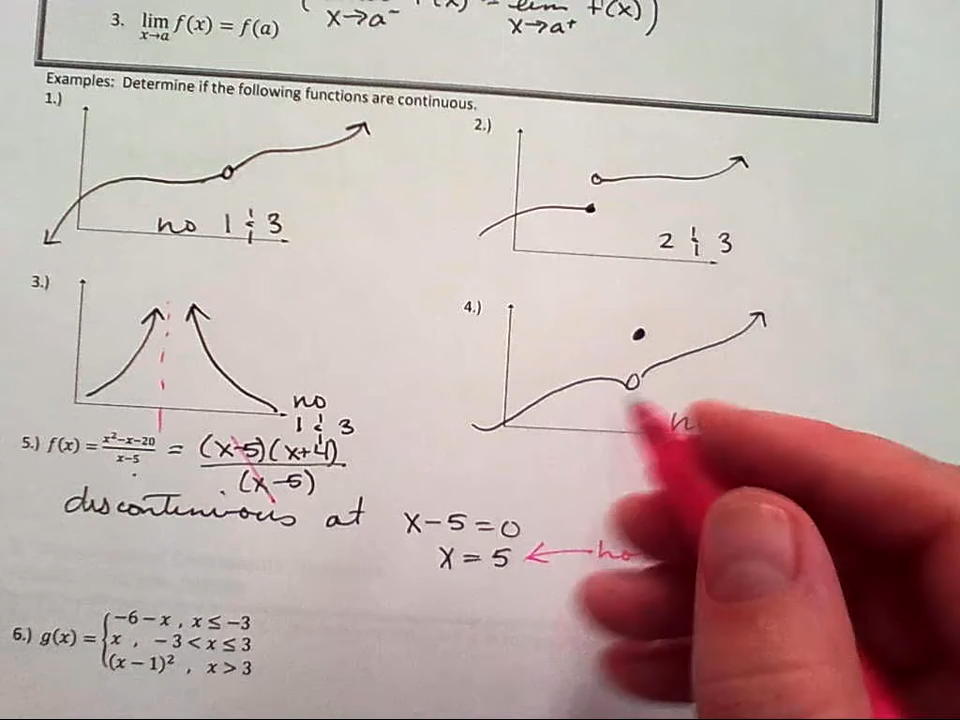 x→a⁻ x→a⁺
3. lim f(x) = f(a)
x→a
Examples: Determine if the following functions are continuous.
1.)
no 1 & 3
2.)
2 & 3
3.)
no
1 & 3
4.)
5.) f(x) = x²−x−20 / x−5 = (x−5)(x+4) / (x−5)
discontinuous at x−5=0
x = 5 ← ho
6.) g(x) = { −6 − x , x ≤ −3
x , −3 < x ≤ 3
(x − 1)² , x > 3